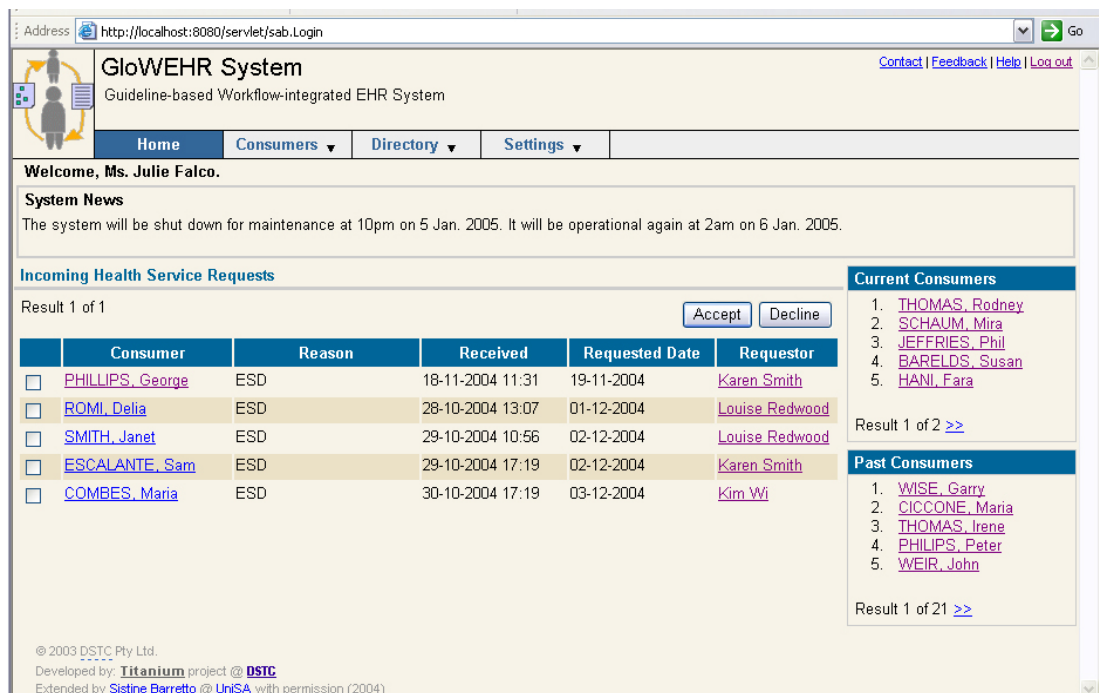 Address http://localhost:8080/servlet/sab.Login Go
GloWEHR System
Contact | Feedback | Help | Log out
Guideline-based Workflow-integrated EHR System
Home Consumers Directory Settings
Welcome, Ms. Julie Falco.
System News
The system will be shut down for maintenance at 10pm on 5 Jan. 2005. It will be operational again at 2am on 6 Jan. 2005.
Incoming Health Service Requests
Result 1 of 1
Accept Decline
Consumer Reason Received Requested Date Requestor
PHILLIPS, George ESD 18-11-2004 11:31 19-11-2004 Karen Smith
ROMI, Delia ESD 28-10-2004 13:07 01-12-2004 Louise Redwood
SMITH, Janet ESD 29-10-2004 10:56 02-12-2004 Louise Redwood
ESCALANTE, Sam ESD 29-10-2004 17:19 02-12-2004 Karen Smith
COMBES, Maria ESD 30-10-2004 17:19 03-12-2004 Kim Wi
Current Consumers
1. THOMAS, Rodney
2. SCHAUM, Mira
3. JEFFRIES, Phil
4. BARELDS, Susan
5. HANI, Fara
Result 1 of 2 >>
Past Consumers
1. WISE, Garry
2. CICCONE, Maria
3. THOMAS, Irene
4. PHILIPS, Peter
5. WEIR, John
Result 1 of 21 >>
© 2003 DSTC Pty Ltd.
Developed by: Titanium project @ DSTC
Extended by Sistine Barretto @ UniSA with permission (2004)